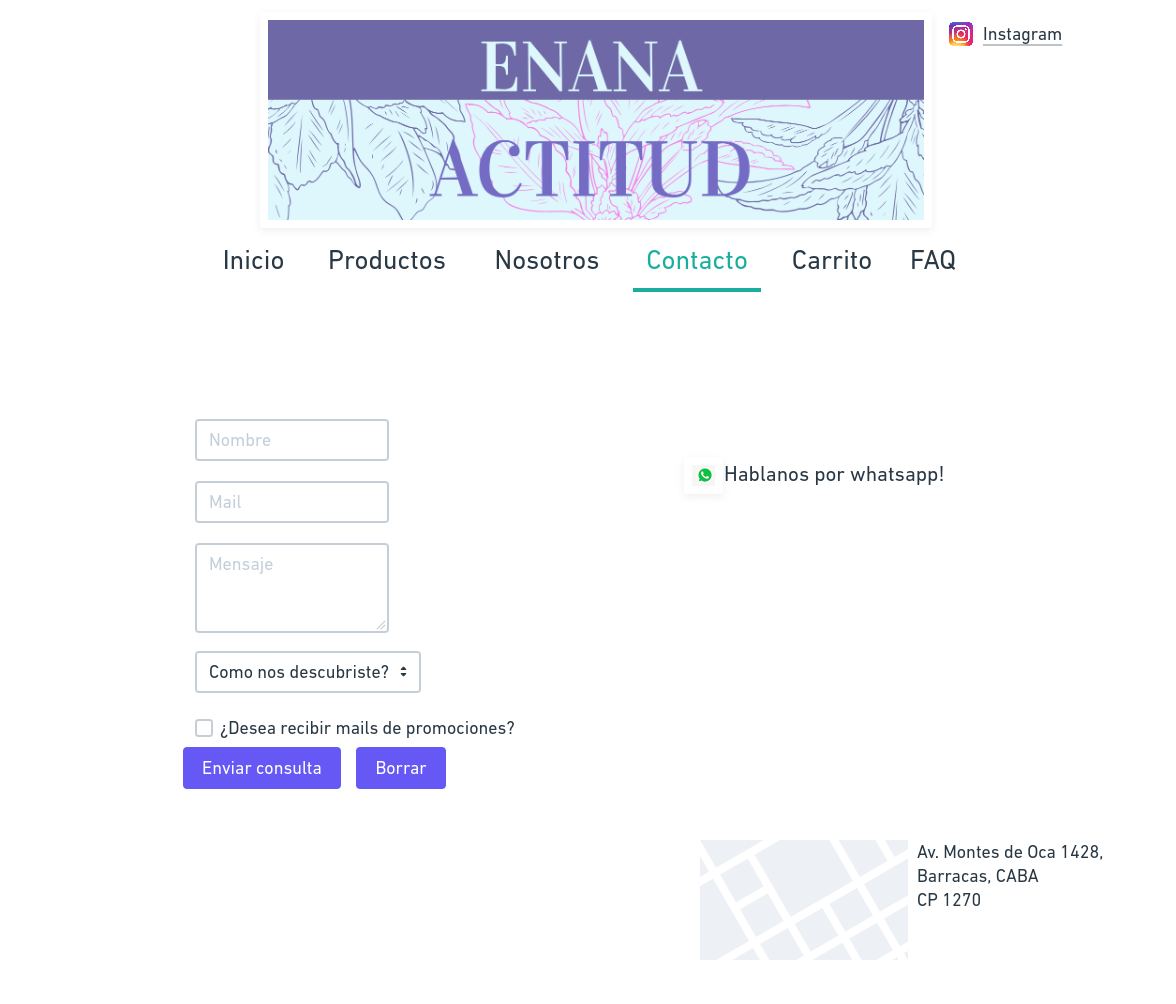 ENANA
ACTITUD
Instagram
Inicio Productos Nosotros Contacto Carrito FAQ
Nombre
Mail
Mensaje
Como nos descubriste?
¿Desea recibir mails de promociones?
Enviar consulta Borrar
Hablanos por whatsapp!
Av. Montes de Oca 1428,
Barracas, CABA
CP 1270